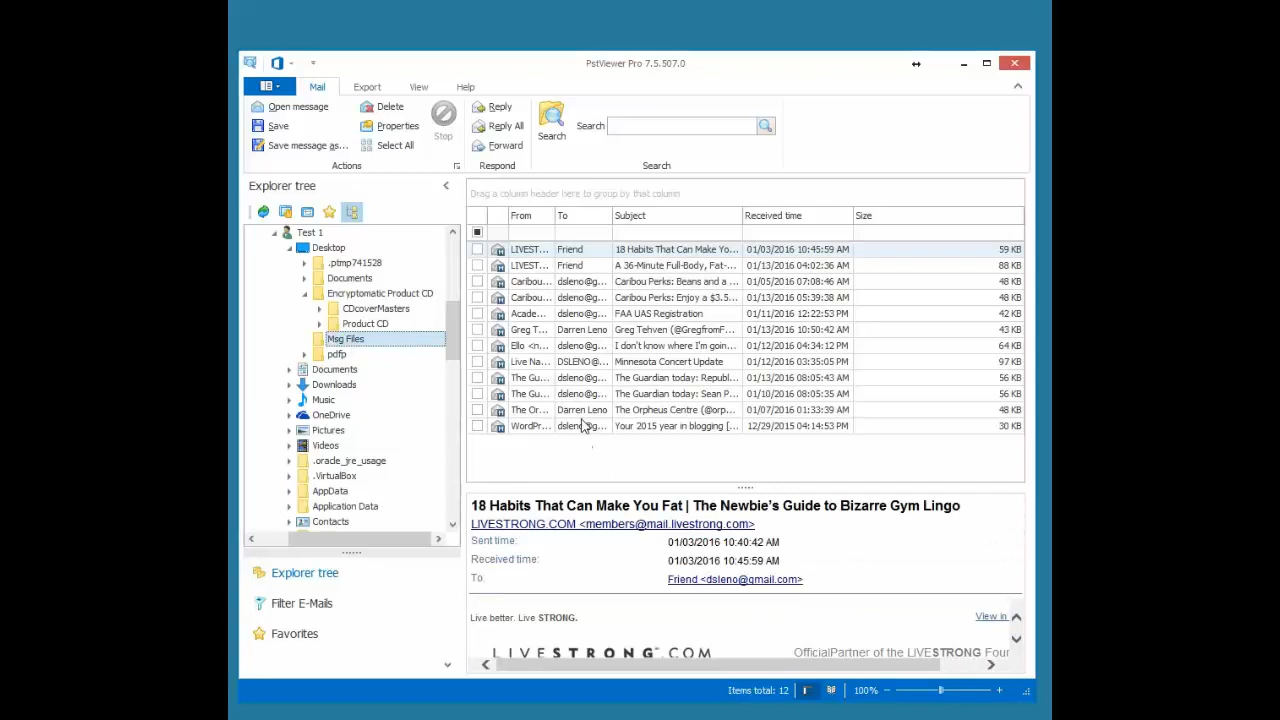 PstViewer Pro 7.5.507.0
Mail Export View Help
Open message Delete Reply
Save Properties Stop Reply All Search Search
Save message as... Select All Forward
Actions Respond Search
Explorer tree
Drag a column header here to group by that column
From To Subject Received time Size
Test 1
Desktop
.ptmp741528
Documents
Encryptomatic Product CD
CDcoverMasters
Product CD
Msg Files
pdfp
Documents
Downloads
Music
OneDrive
Pictures
Videos
.oracle_jre_usage
.VirtualBox
AppData
Application Data
Contacts
Explorer tree
Filter E-Mails
Favorites
LIVEST... Friend 18 Habits That Can Make Yo... 01/03/2016 10:45:59 AM 59 KB
LIVEST... Friend A 36-Minute Full-Body, Fat-... 01/13/2016 04:02:36 AM 88 KB
Caribou... dsleno@g... Caribou Perks: Beans and a ... 01/05/2016 07:08:46 AM 48 KB
Caribou... dsleno@g... Caribou Perks: Enjoy a $3.5... 01/13/2016 05:39:38 AM 48 KB
Acade... dsleno@g... FAA UAS Registration 01/11/2016 12:22:53 PM 42 KB
Greg T... Darren Leno Greg Tehven (@GregfromF... 01/13/2016 10:50:42 AM 43 KB
Ello <n... dsleno@g... I don't know where I'm goin... 01/12/2016 04:34:12 PM 64 KB
Live Na... DSLENO@... Minnesota Concert Update 01/12/2016 03:35:05 PM 97 KB
The Gu... dsleno@g... The Guardian today: Republ... 01/13/2016 08:05:43 AM 56 KB
The Gu... dsleno@g... The Guardian today: Sean P... 01/10/2016 08:05:35 AM 56 KB
The Or... Darren Leno The Orpheus Centre (@orp... 01/07/2016 01:33:39 AM 48 KB
WordPr... dsleno@g... Your 2015 year in blogging [... 12/29/2015 04:14:53 PM 30 KB
18 Habits That Can Make You Fat | The Newbie's Guide to Bizarre Gym Lingo
LIVESTRONG.COM <members@mail.livestrong.com>
Sent time: 01/03/2016 10:40:42 AM
Received time: 01/03/2016 10:45:59 AM
To: Friend <dsleno@gmail.com>
Live better. Live STRONG. View in
LIVESTRONG.COM OfficialPartner of the LIVESTRONG Four
Items total: 12 100%